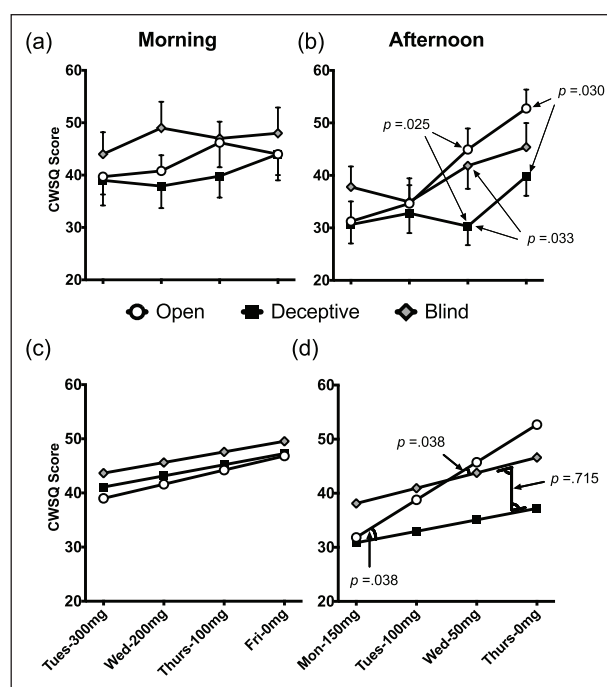 (a) Morning
(b) Afternoon
60
50
40
30
20
CWSQ Score
60
50
40
30
20
p =.025
p =.030
p =.033
Open Deceptive Blind
(c)
(d)
60
50
40
30
20
CWSQ Score
60
50
40
30
20
p =.038
p =.715
p =.038
Tues-300mg
Wed-200mg
Thurs-100mg
Fri-0mg
Mon-150mg
Tues-100mg
Wed-50mg
Thurs-0mg